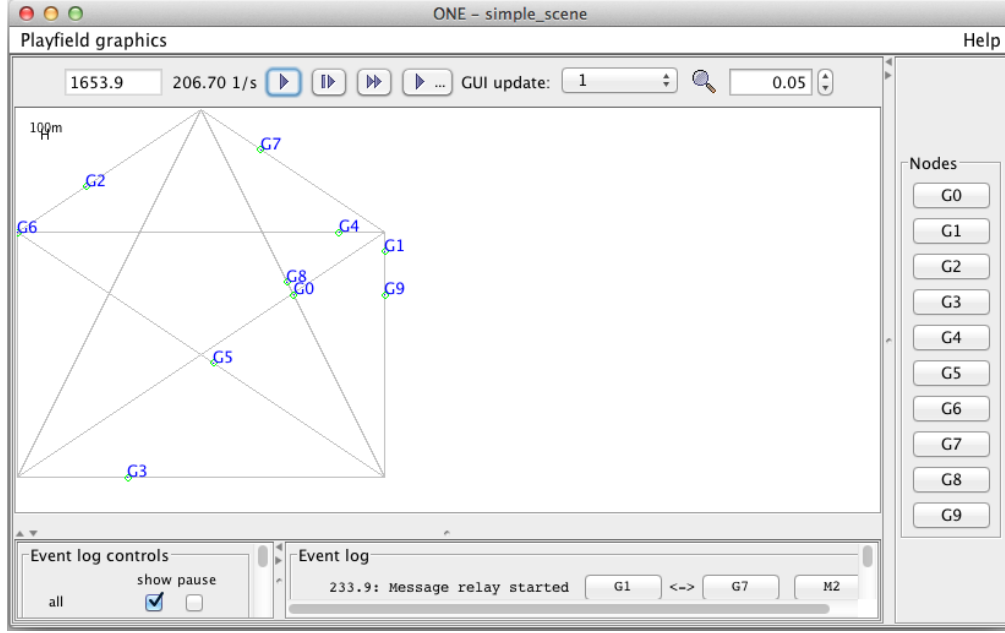 ONE – simple_scene
Playfield graphics Help
1653.9 206.70 1/s ... GUI update: 1 0.05
100m
G7
G2
G6
G4
G1
G8
G0
G9
G5
G3
Nodes
G0
G1
G2
G3
G4
G5
G6
G7
G8
G9
Event log controls
show pause
all
Event log
233.9: Message relay started G1 <-> G7 M2